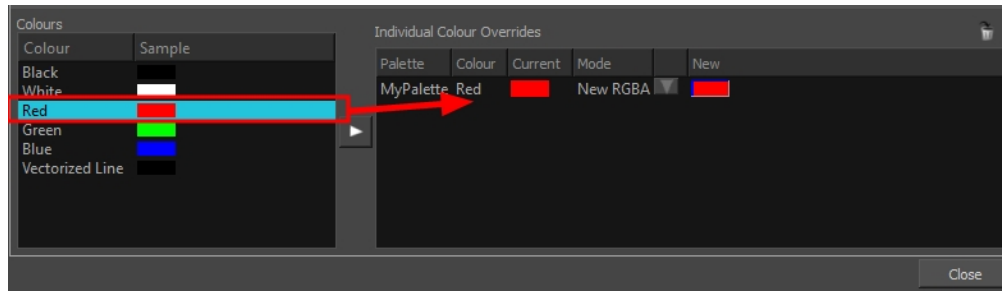 Colours
Colour Sample
Black
White
Red
Green
Blue
Vectorized Line
Individual Colour Overrides
Palette Colour Current Mode New
MyPalette Red New RGBA
Close